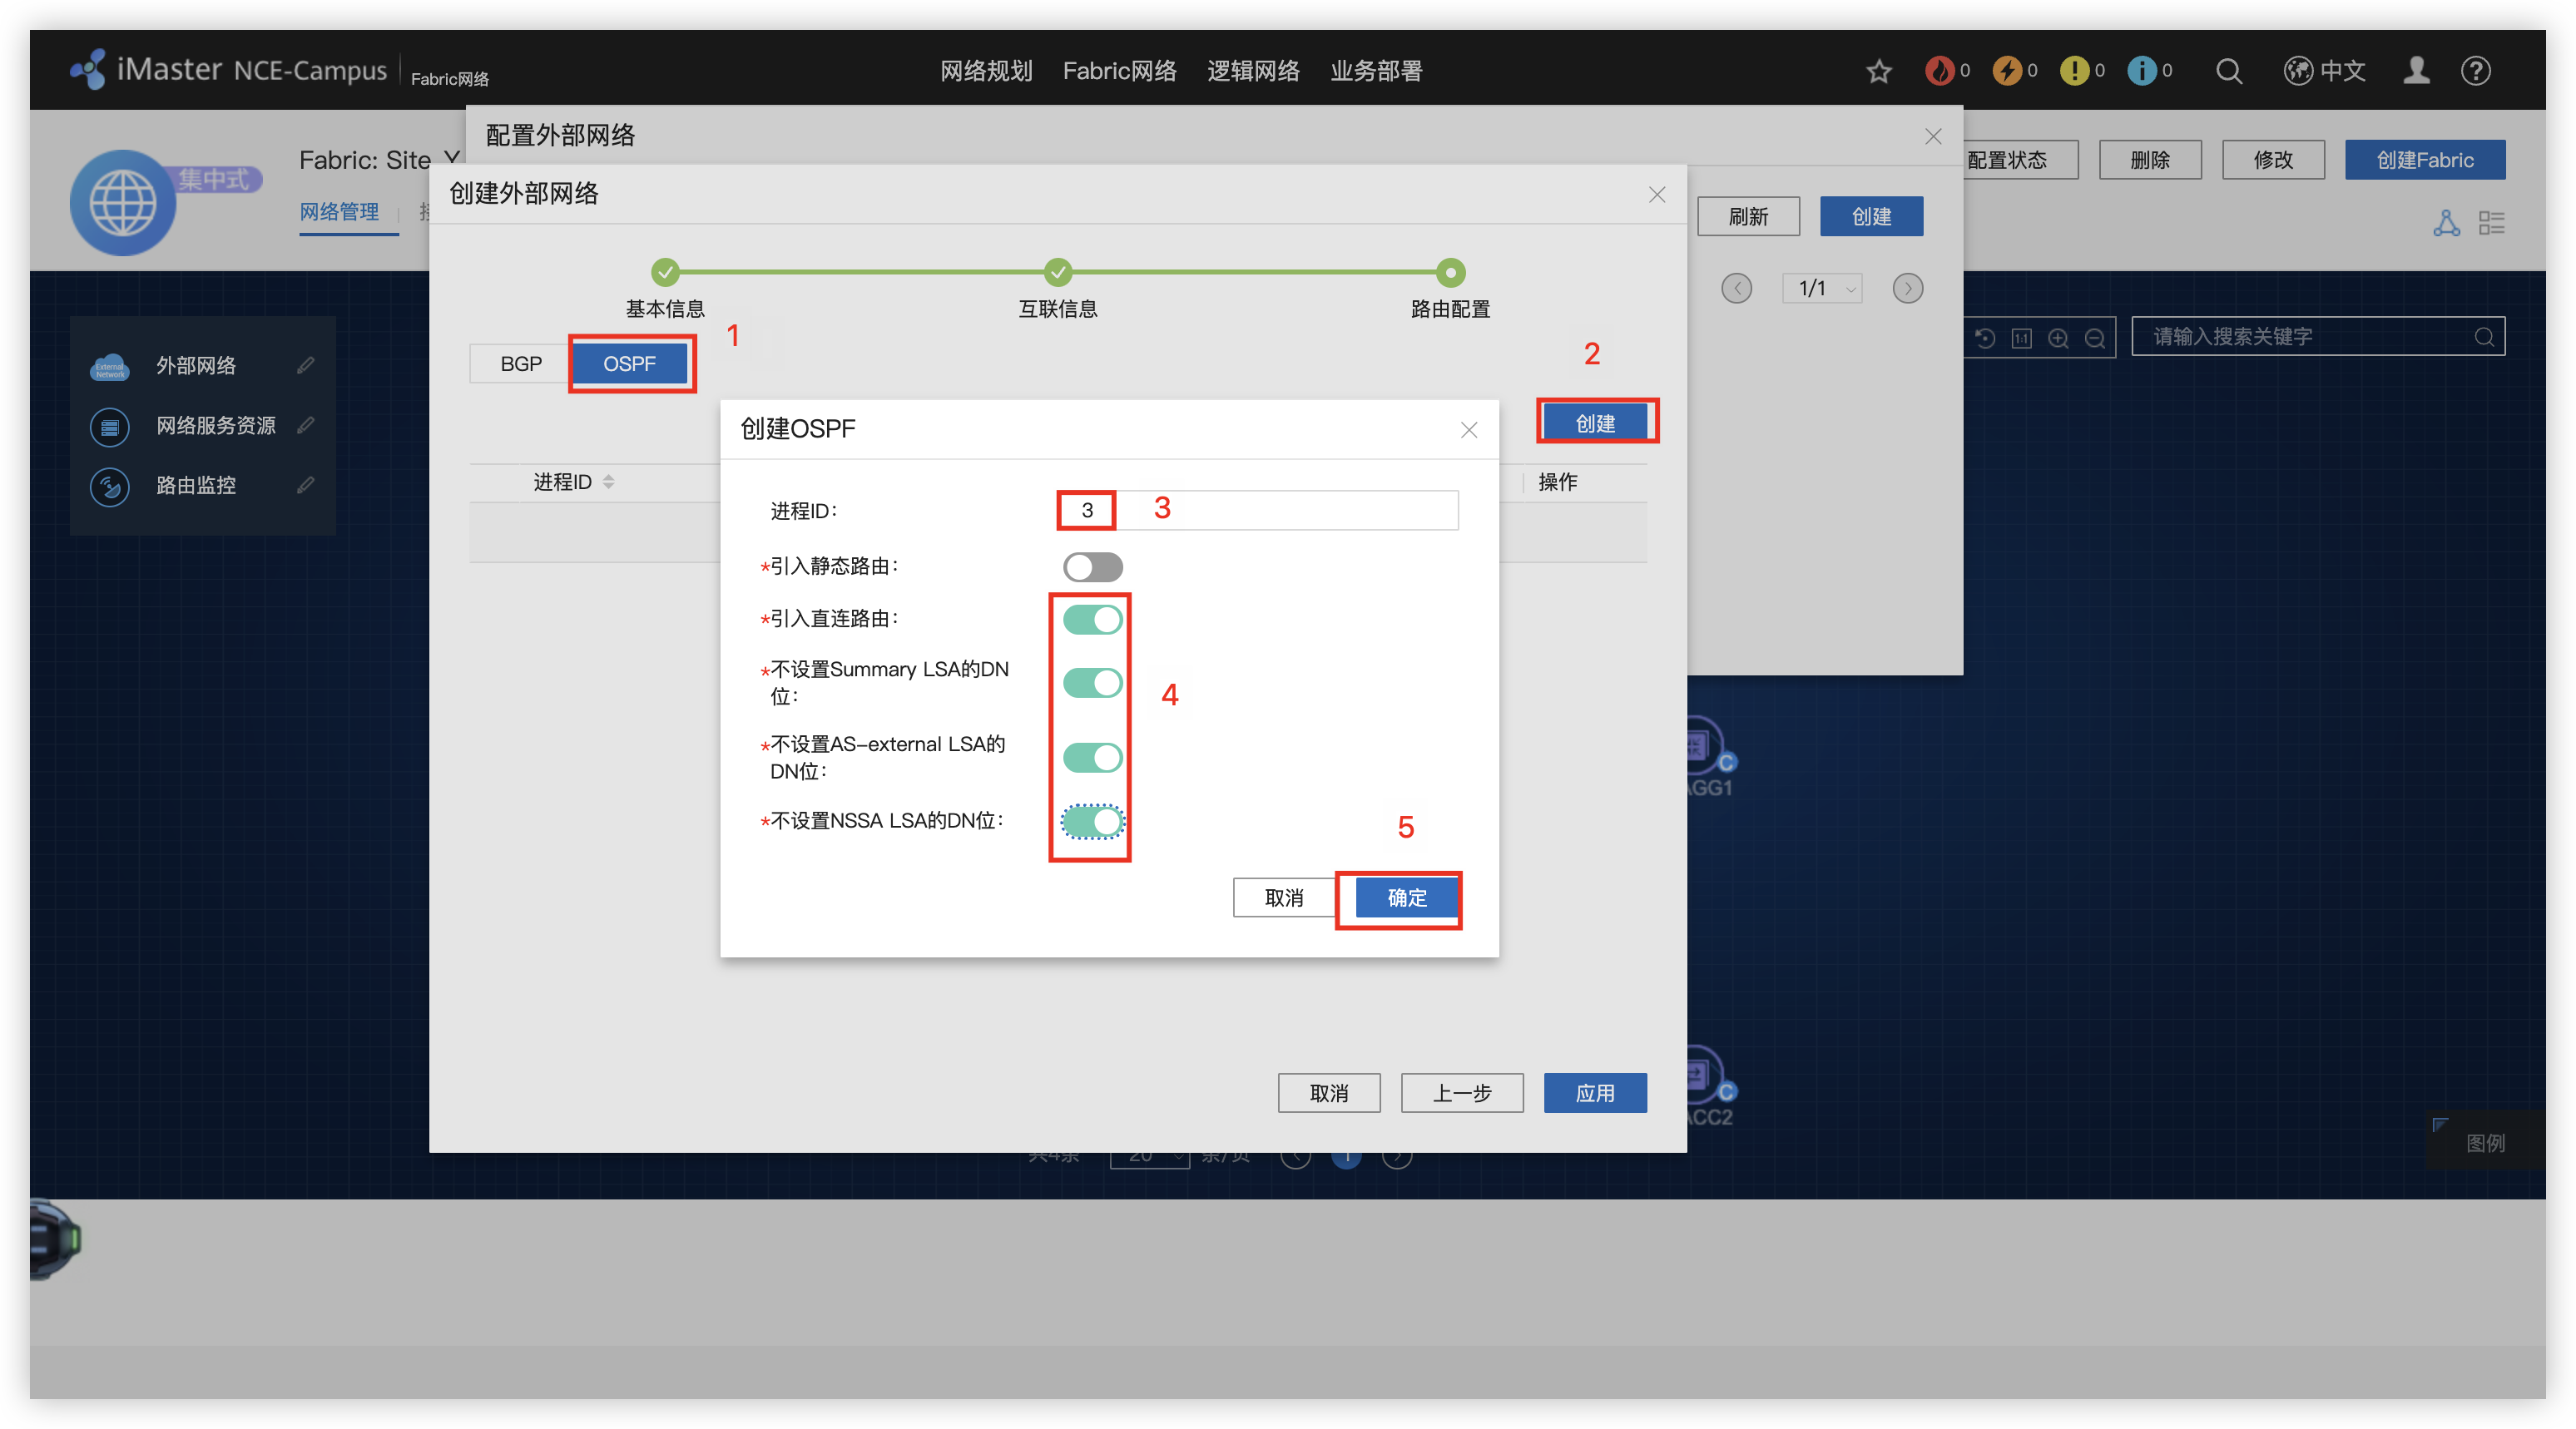 iMaster NCE-Campus Fabric网络
网络规划 Fabric网络 逻辑网络 业务部署
0 0 0 0 中文
配置外部网络
Fabric: Site
集中式
网络管理
配置状态 删除 修改 创建Fabric
创建外部网络
刷新 创建
基本信息 互联信息 路由配置
1/1
1
1:1
请输入搜索关键字
BGP OSPF
2
External Network
外部网络
网络服务资源
路由监控
创建
创建OSPF
进程ID 操作
进程ID: 3 3
*引入静态路由:
*引入直连路由:
*不设置Summary LSA的DN
位:
4
*不设置AS-external LSA的
DN位:
*不设置NSSA LSA的DN位:
5
取消 确定
C
AGG1
取消 上一步 应用
C
ACC2
共4条 20 条/页 1
图例